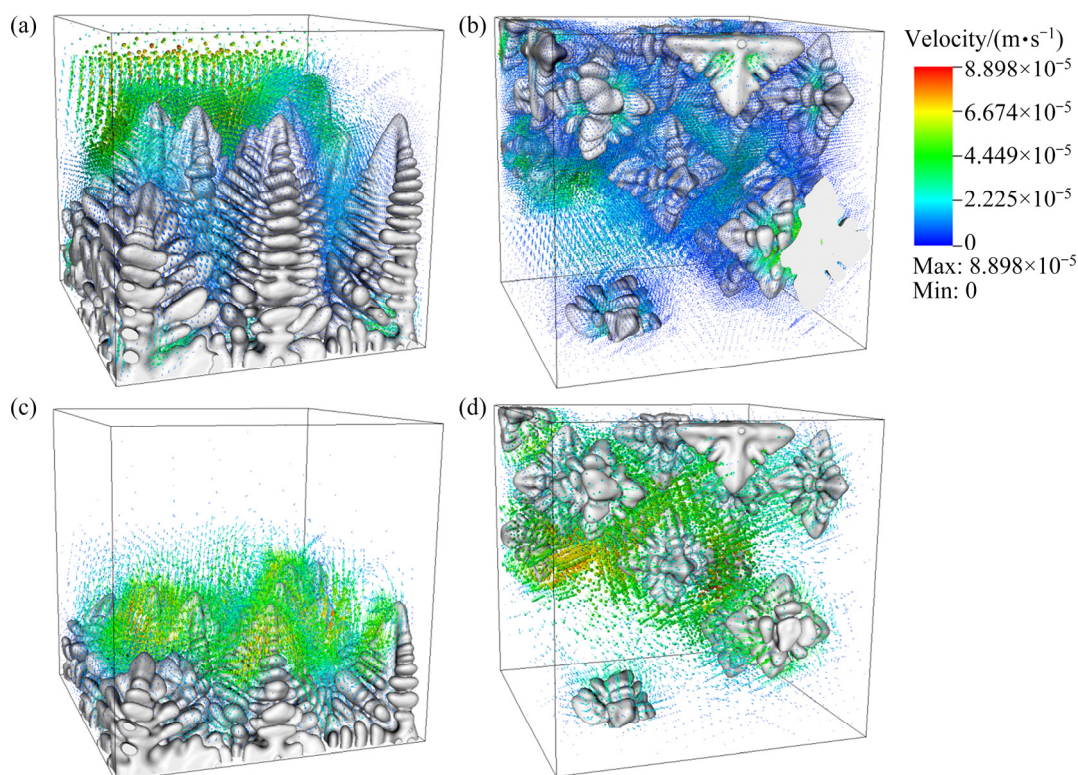 (a)
(b)
Velocity/(m•s⁻¹)
8.898×10⁻⁵
6.674×10⁻⁵
4.449×10⁻⁵
2.225×10⁻⁵
0
Max: 8.898×10⁻⁵
Min: 0
(c)
(d)